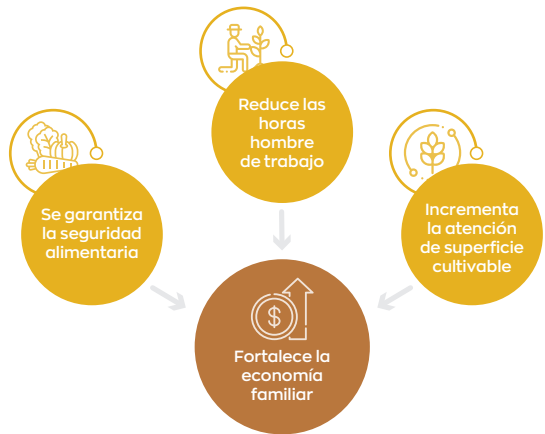 Reduce las
horas
hombre
de trabajo
Se garantiza
la seguridad
alimentaria
Incrementa
la atención
de superficie
cultivable
$
Fortalece la
economía
familiar